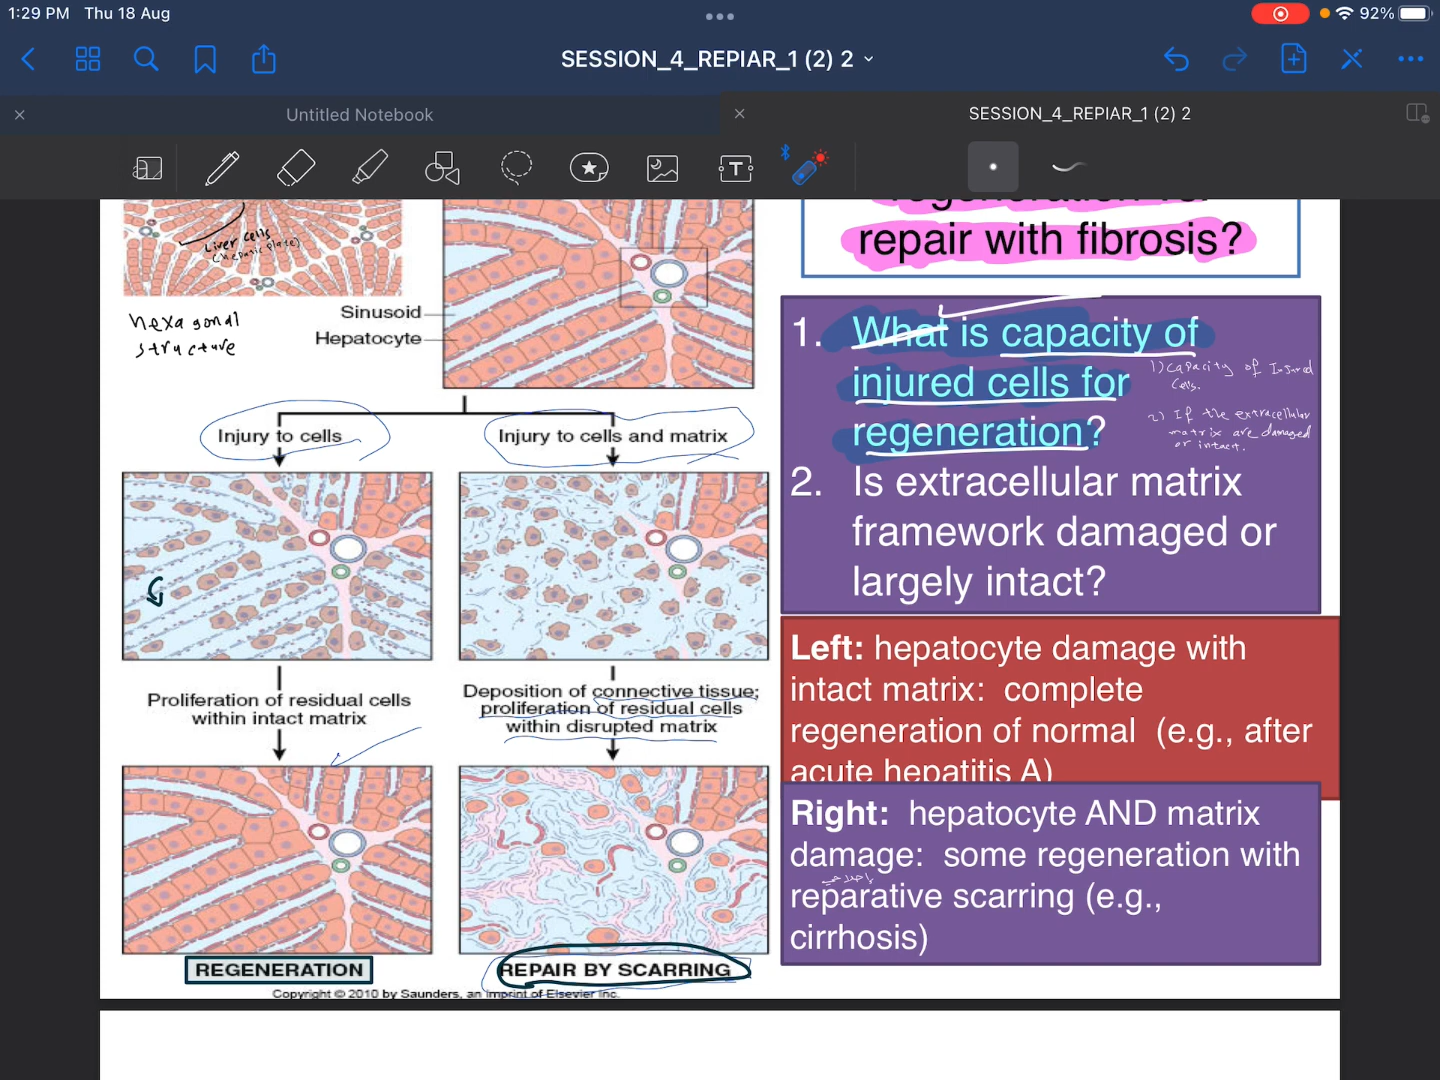 1:29 PM Thu 18 Aug
92%
SESSION_4_REPIAR_1 (2) 2
Untitled Notebook
SESSION_4_REPIAR_1 (2) 2
Liver cells
(hepatic plate)
hexagonal
structure
Sinusoid
Hepatocyte
Injury to cells
Injury to cells and matrix
Proliferation of residual cells
within intact matrix
Deposition of connective tissue;
proliferation of residual cells
within disrupted matrix
REGENERATION
REPAIR BY SCARRING
Copyright © 2010 by Saunders, an imprint of Elsevier Inc.
repair with fibrosis?
1. What is capacity of
injured cells for
regeneration?
1) Capacity of Injured
Cells.
2) If the extracellular
matrix are damaged
or intact.
2. Is extracellular matrix
framework damaged or
largely intact?
Left: hepatocyte damage with
intact matrix: complete
regeneration of normal (e.g., after
acute hepatitis A)
Right: hepatocyte AND matrix
damage: some regeneration with
reparative scarring (e.g.,
cirrhosis)